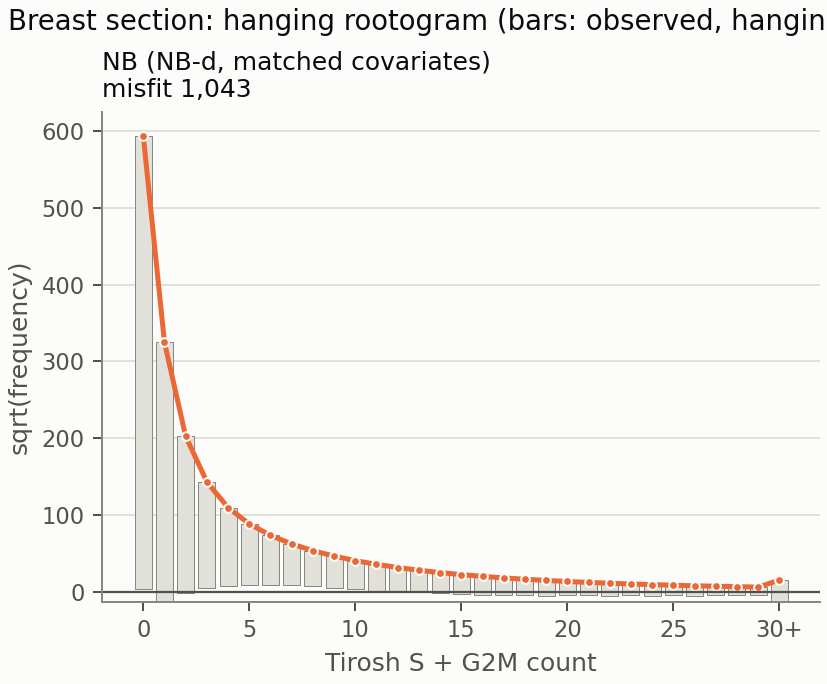 Breast section: hanging rootogram (bars: observed, hangin
NB (NB-d, matched covariates)
misfit 1,043
600
500
400
300
200
100
0
sqrt(frequency)
0 5 10 15 20 25 30+
Tirosh S + G2M count